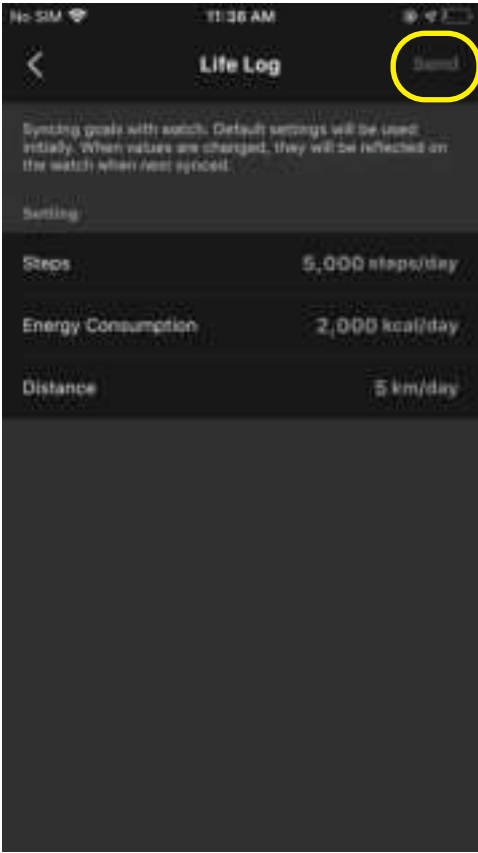 No SIM 11:36 AM
Life Log Send
Syncing goals with watch. Default settings will be used
initially. When values are changed, they will be reflected on
the watch when next synced.
Setting
Steps 5,000 steps/day
Energy Consumption 2,000 kcal/day
Distance 5 km/day